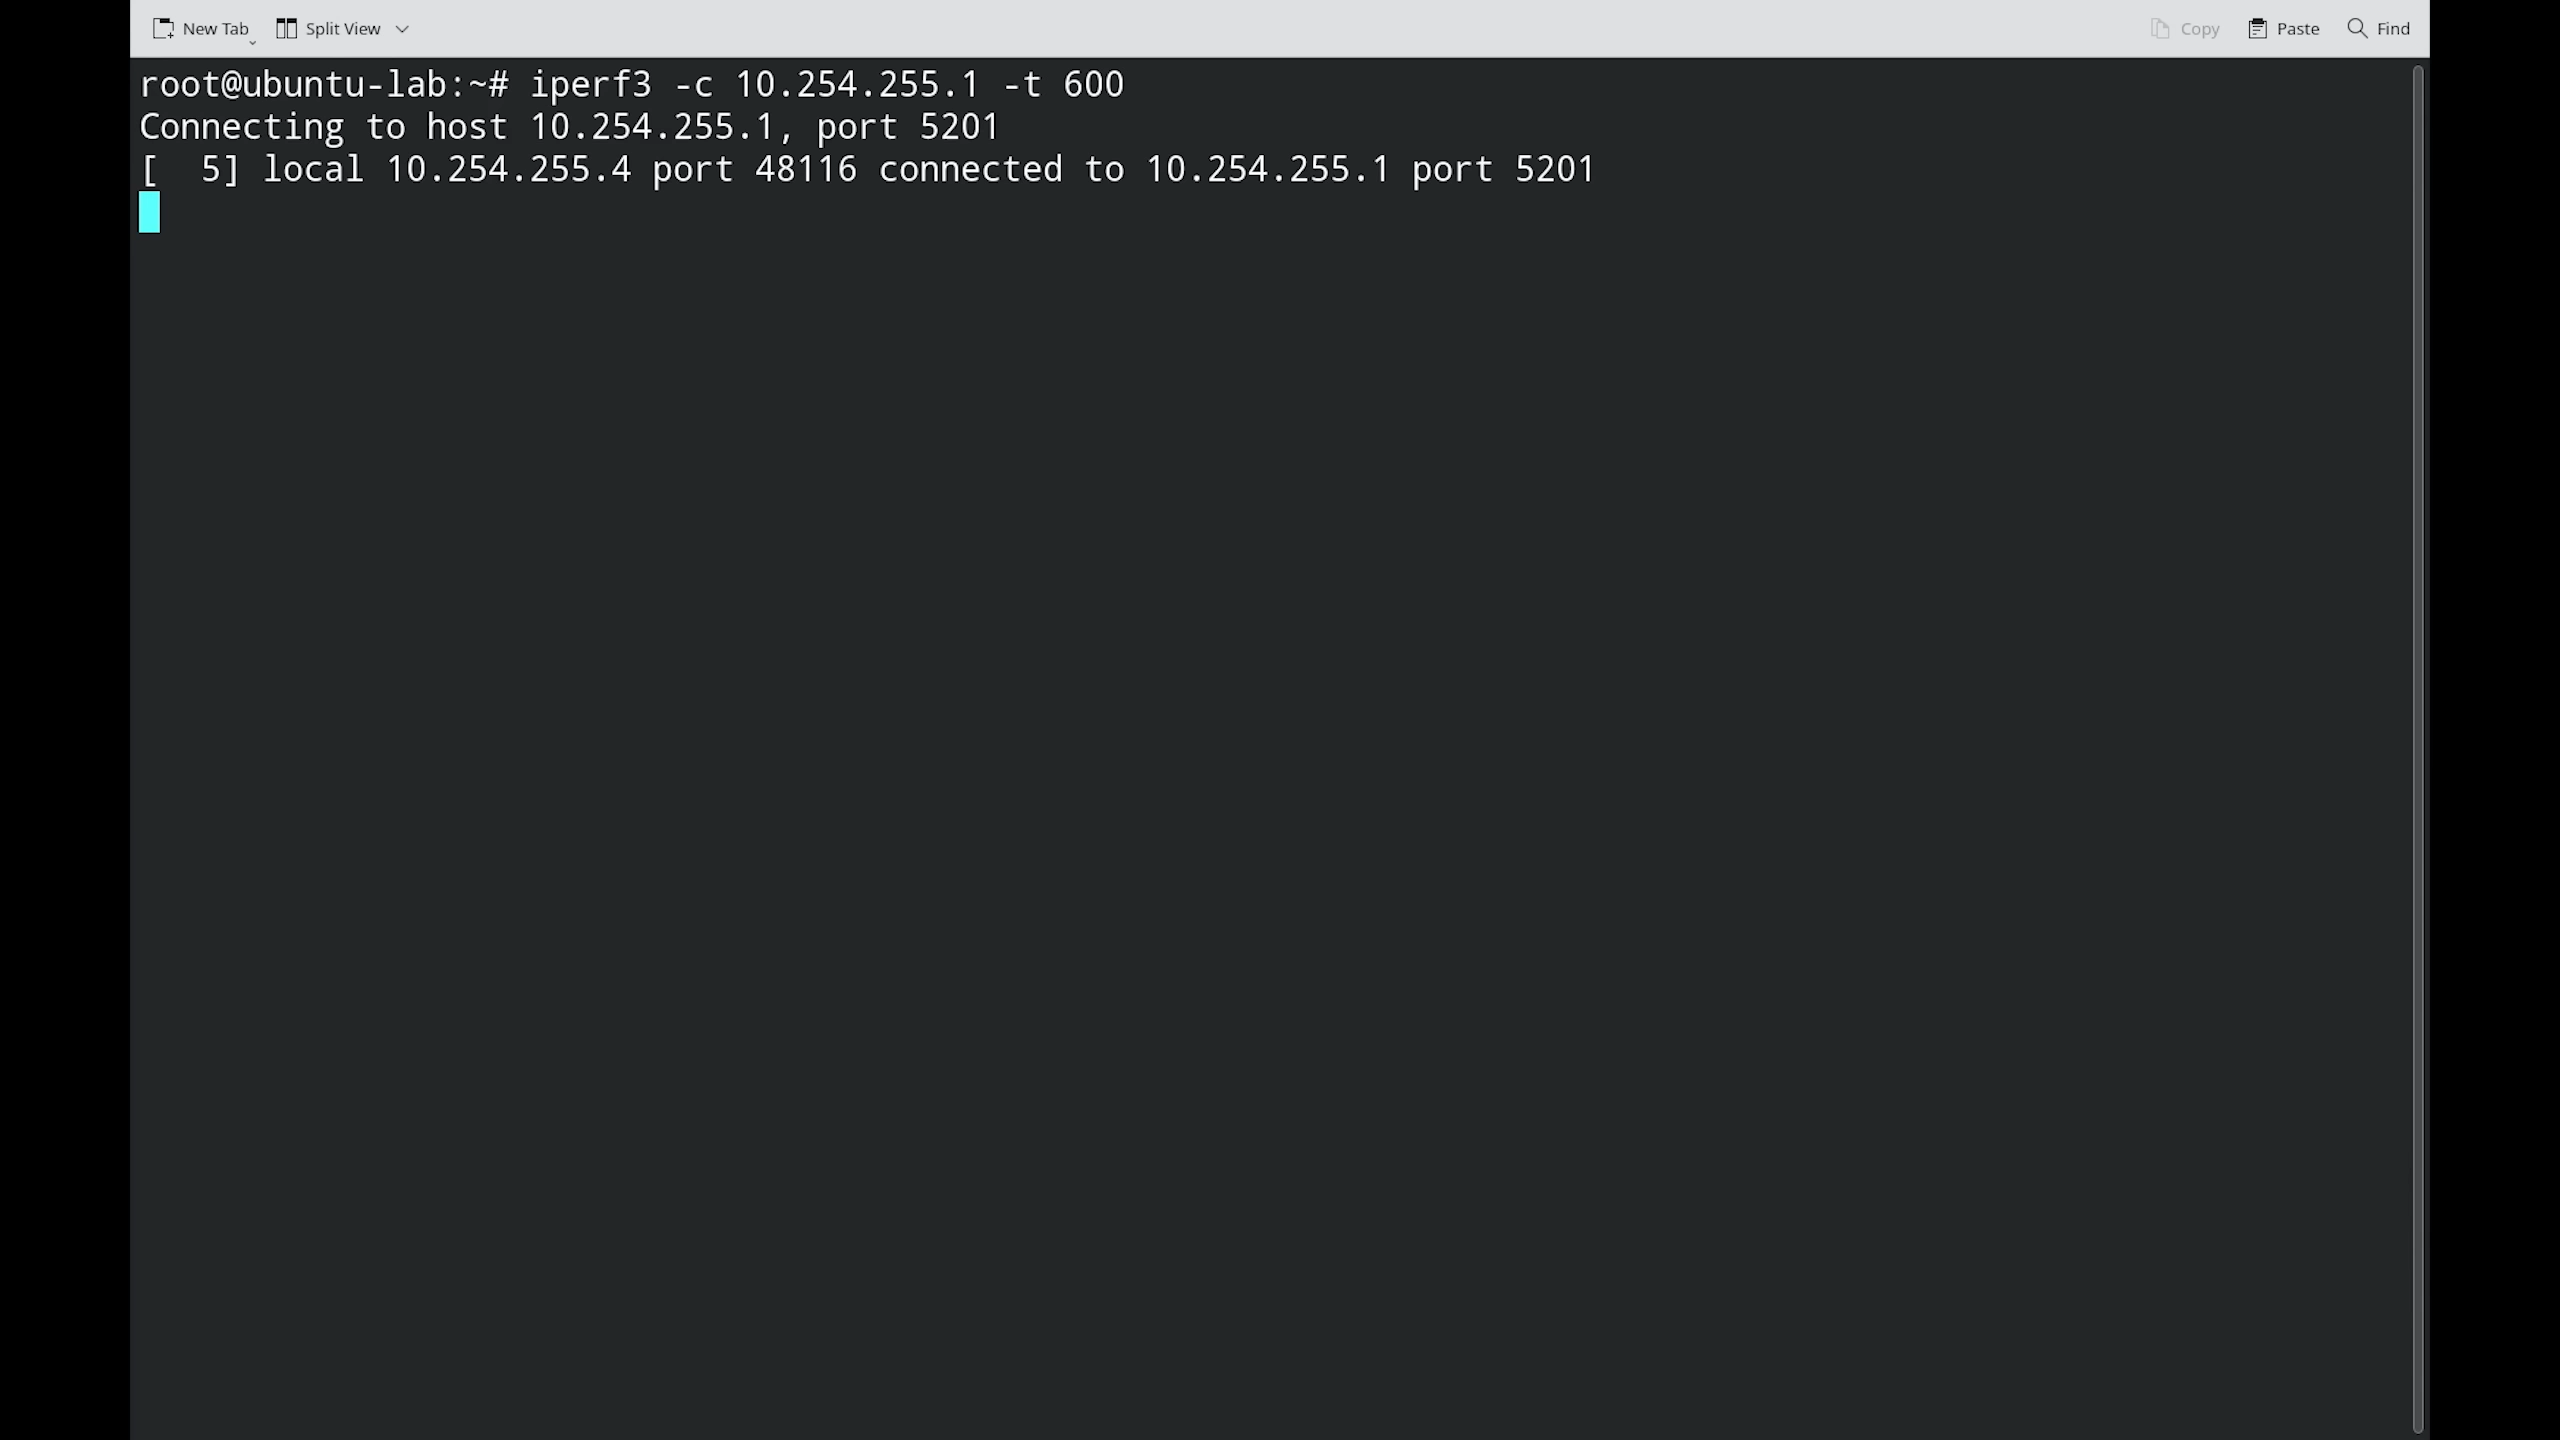 New Tab Split View Copy Paste Find
root@ubuntu-lab:~# iperf3 -c 10.254.255.1 -t 600
Connecting to host 10.254.255.1, port 5201
[  5] local 10.254.255.4 port 48116 connected to 10.254.255.1 port 5201